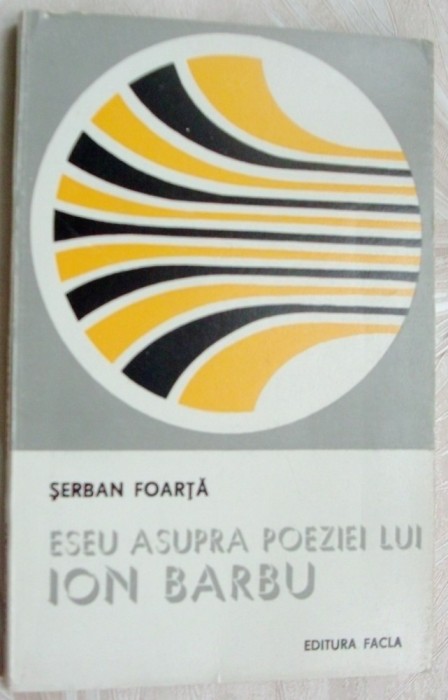 ŞERBAN FOARŢĂ
ESEU ASUPRA POEZIEI LUI
ION BARBU
EDITURA FACLA